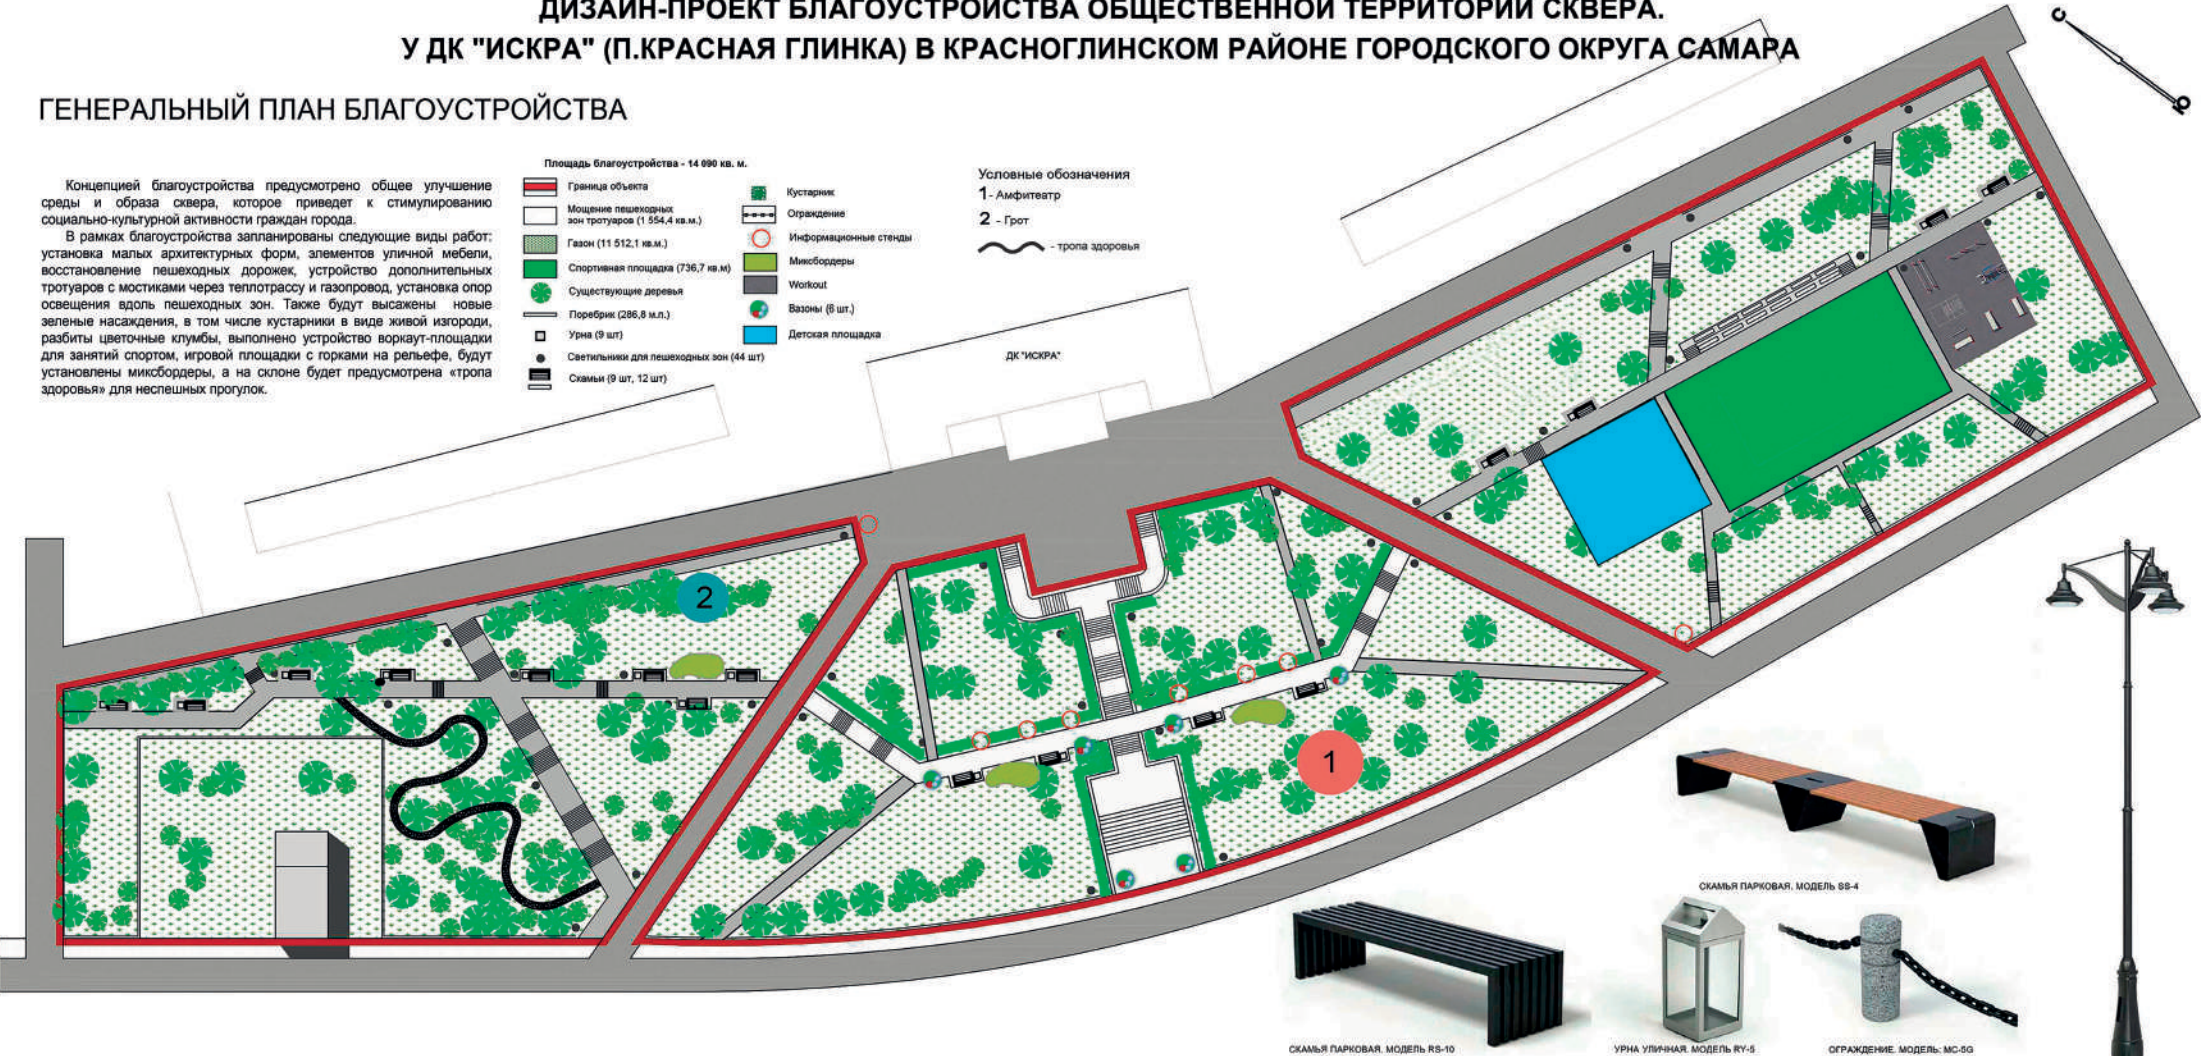 ДИЗАЙН-ПРОЕКТ БЛАГОУСТРОЙСТВА ОБЩЕСТВЕННОЙ ТЕРРИТОРИИ СКВЕРА.
У ДК "ИСКРА" (П.КРАСНАЯ ГЛИНКА) В КРАСНОГЛИНСКОМ РАЙОНЕ ГОРОДСКОГО ОКРУГА САМАРА
С
Ю
ГЕНЕРАЛЬНЫЙ ПЛАН БЛАГОУСТРОЙСТВА
Концепцией благоустройства предусмотрено общее улучшение
среды и образа сквера, которое приведет к стимулированию
социально-культурной активности граждан города.
В рамках благоустройства запланированы следующие виды работ:
установка малых архитектурных форм, элементов уличной мебели,
восстановление пешеходных дорожек, устройство дополнительных
тротуаров с мостиками через теплотрассу и газопровод, установка опор
освещения вдоль пешеходных зон. Также будут высажены новые
зеленые насаждения, в том числе кустарники в виде живой изгороди,
разбиты цветочные клумбы, выполнено устройство воркаут-площадки
для занятий спортом, игровой площадки с горками на рельефе, будут
установлены миксбордеры, а на склоне будет предусмотрена «тропа
здоровья» для неспешных прогулок.
Площадь благоустройства - 14 090 кв. м.
Граница объекта
Мощение пешеходных
зон тротуаров (1 554,4 кв.м.)
Газон (11 512,1 кв.м.)
Спортивная площадка (736,7 кв.м)
Существующие деревья
Поребрик (286,8 м.п.)
Урна (9 шт)
Светильники для пешеходных зон (44 шт)
Скамьи (9 шт, 12 шт)
Кустарник
Ограждение
Информационные стенды
Миксбордеры
Workout
Вазоны (6 шт.)
Детская площадка
Условные обозначения
1 - Амфитеатр
2 - Грот
- тропа здоровья
ДК "ИСКРА"
2
1
СКАМЬЯ ПАРКОВАЯ. МОДЕЛЬ SS-4
СКАМЬЯ ПАРКОВАЯ. МОДЕЛЬ RS-10
УРНА УЛИЧНАЯ. МОДЕЛЬ RY-5
ОГРАЖДЕНИЕ. МОДЕЛЬ: MC-5G